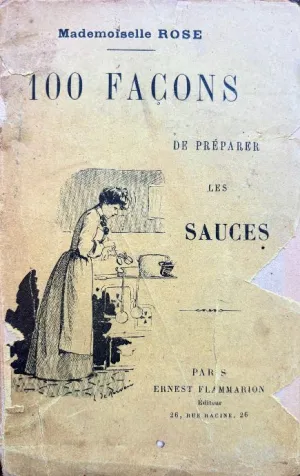 Mademoiselle ROSE
100 FAÇONS
DE PRÉPARER
LES
SAUCES
PARIS
ERNEST FLAMMARION
Éditeur
26, RUE RACINE, 26